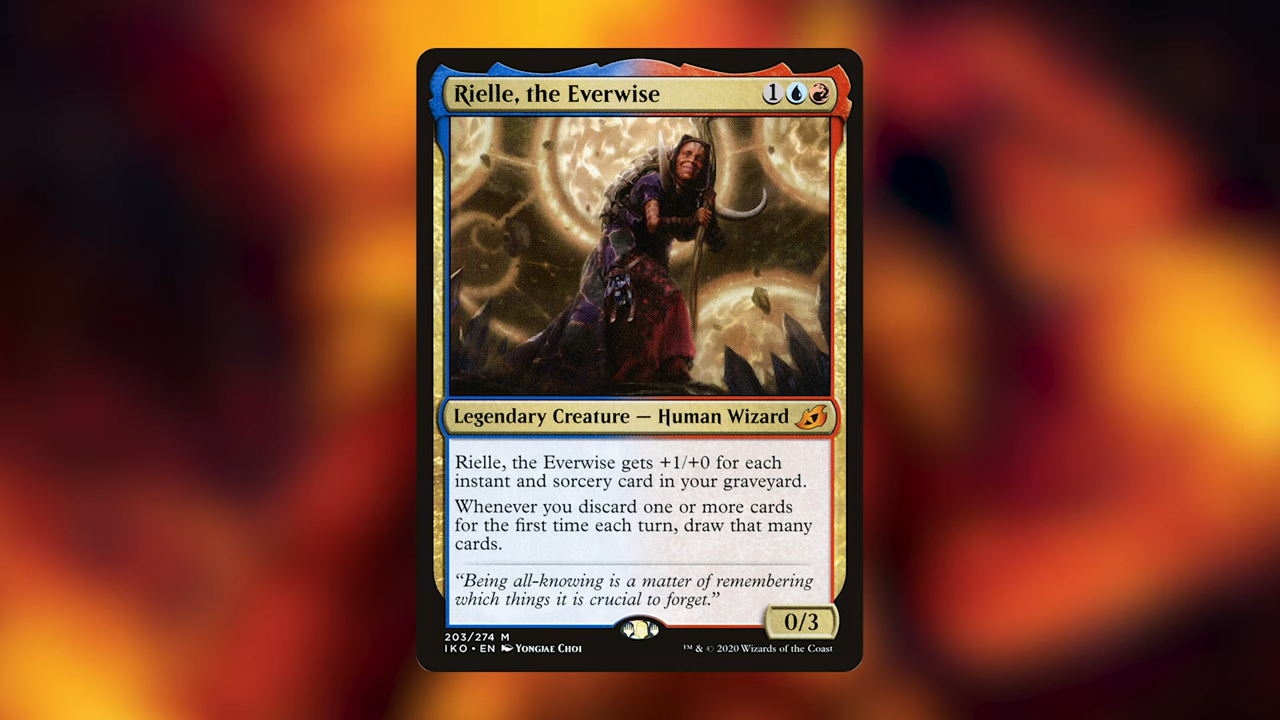 Rielle, the Everwise 1
Legendary Creature — Human Wizard
Rielle, the Everwise gets +1/+0 for each
instant and sorcery card in your graveyard.
Whenever you discard one or more cards
for the first time each turn, draw that many
cards.
“Being all-knowing is a matter of remembering
which things it is crucial to forget.”
0/3
203/274 M
IKO • EN Yongjae Choi
™ & © 2020 Wizards of the Coast